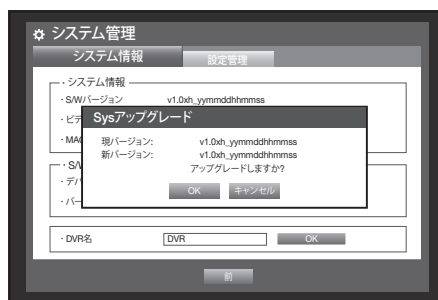 システム管理
システム情報 設定管理
・システム情報
・S/Wバージョン v1.0xh_yymmddhhmmss
・ビデ
・MAC
Sysアップグレード
現バージョン: v1.0xh_yymmddhhmmss
新バージョン: v1.0xh_yymmddhhmmss
アップグレードしますか?
OK キャンセル
・S/W
・デバ
・バー
・DVR名 DVR OK
前